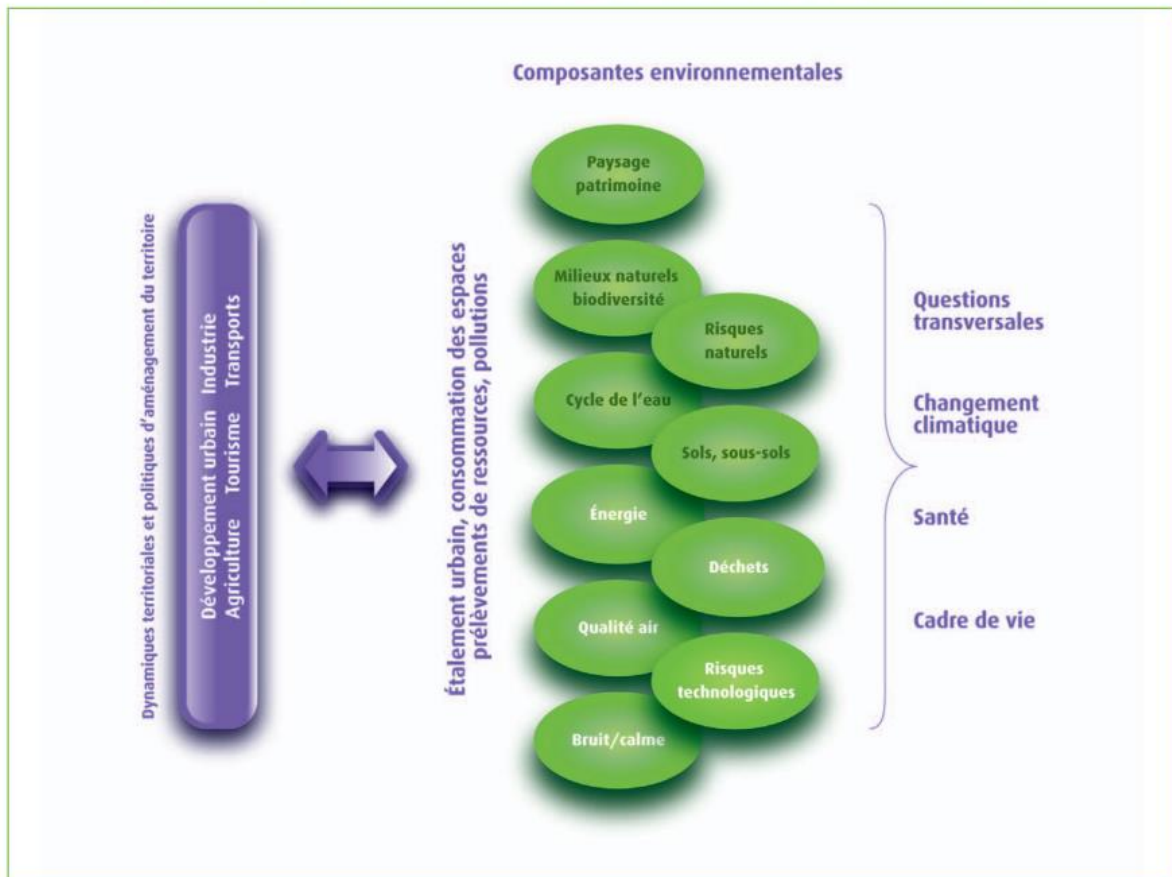 Composantes environnementales
Dynamiques territoriales et politiques d'aménagement du territoire
Développement urbain Industrie
Agriculture Tourisme Transports
Étalement urbain, consommation des espaces
prélèvements de ressources, pollutions
Paysage
patrimoine
Milieux naturels
biodiversité
Risques
naturels
Cycle de l'eau
Sols, sous-sols
Énergie
Déchets
Qualité air
Risques
technologiques
Bruit/calme
Questions
transversales
Changement
climatique
Santé
Cadre de vie